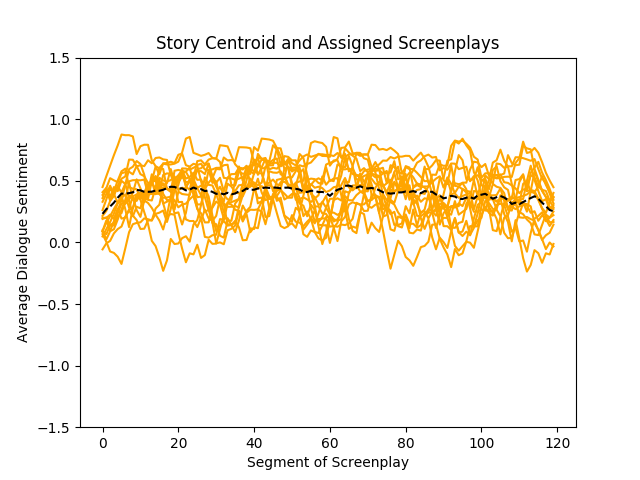 Story Centroid and Assigned Screenplays
1.5
1.0
0.5
0.0
−0.5
−1.0
−1.5
Average Dialogue Sentiment
0 20 40 60 80 100 120
Segment of Screenplay